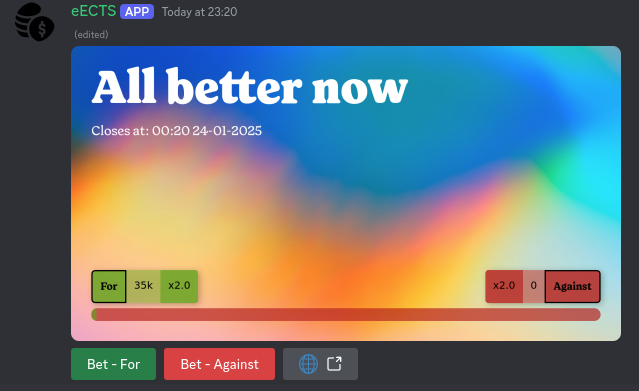 eECTS APP Today at 23:20
(edited)
All better now
Closes at: 00:20 24-01-2025
For 35k x2.0
x2.0 0 Against
Bet - For Bet - Against